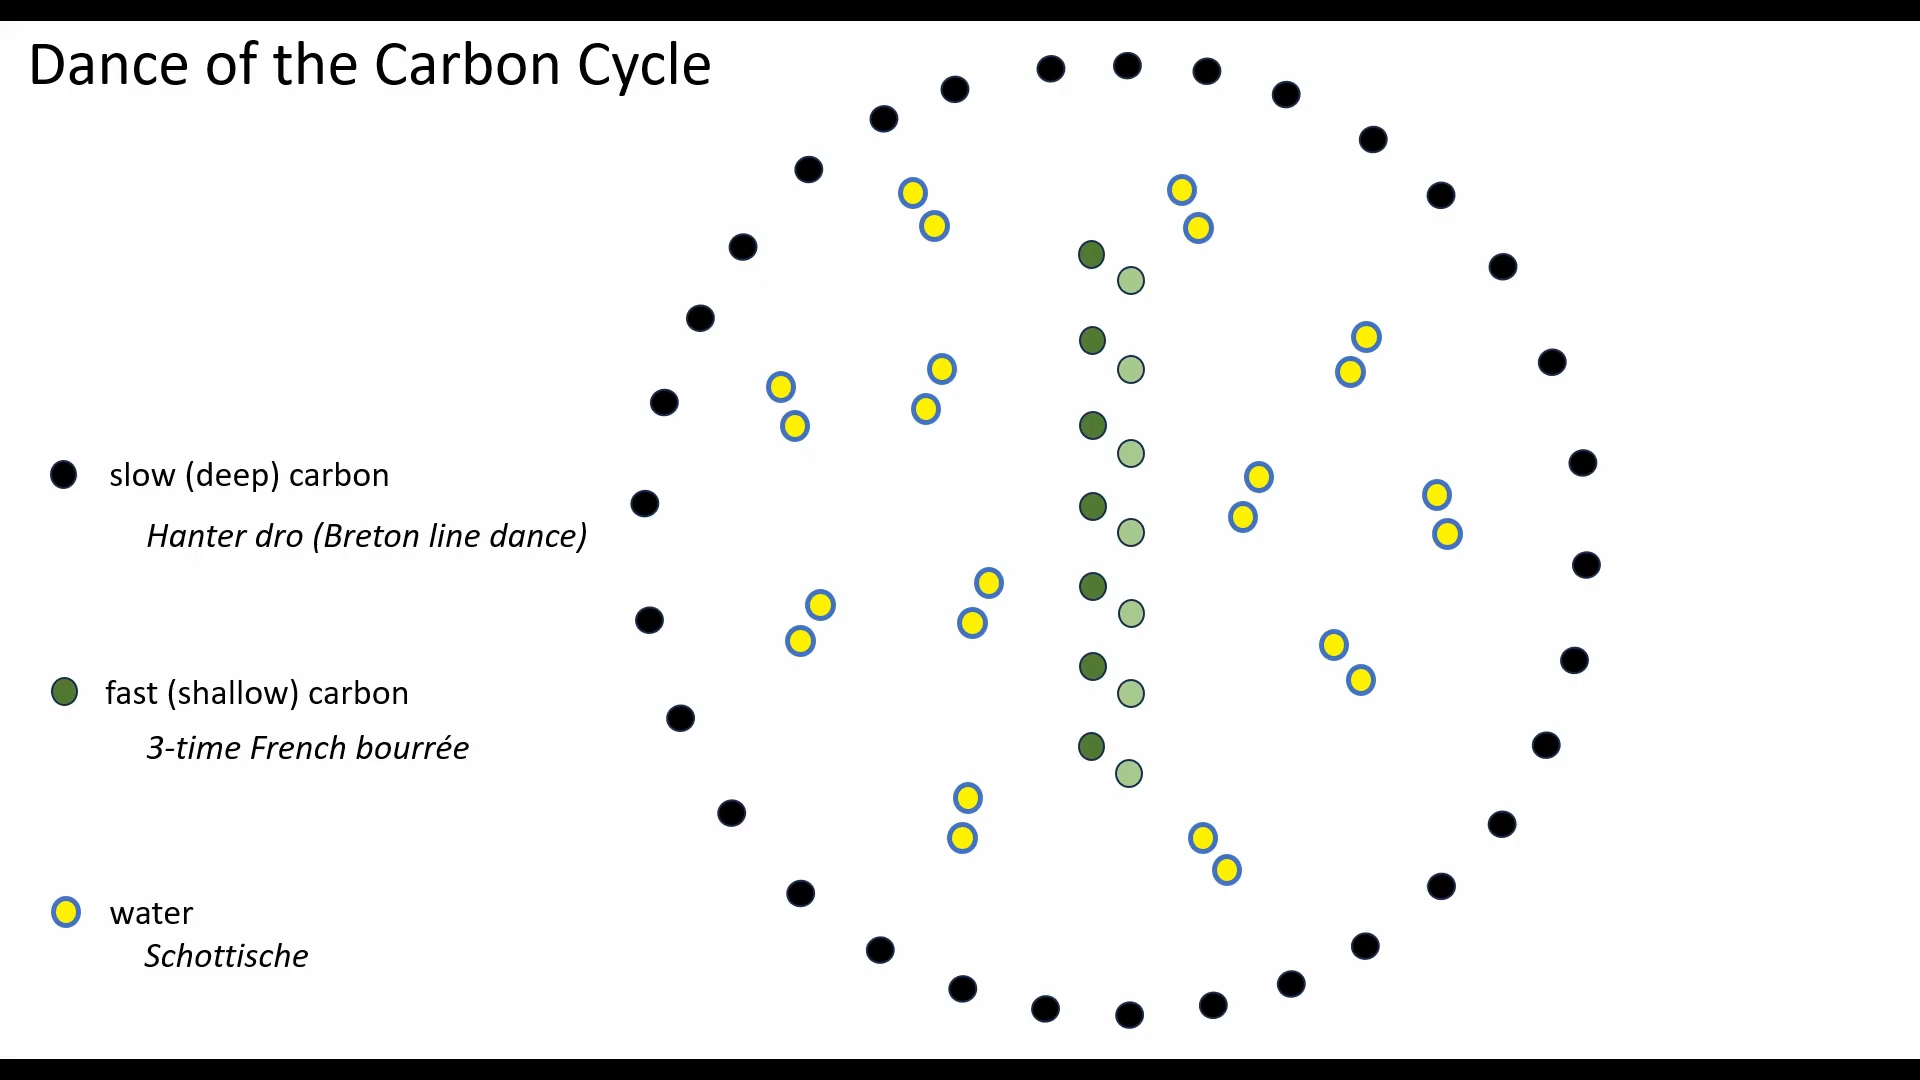 Dance of the Carbon Cycle
slow (deep) carbon
Hanter dro (Breton line dance)
fast (shallow) carbon
3-time French bourrée
water
Schottische